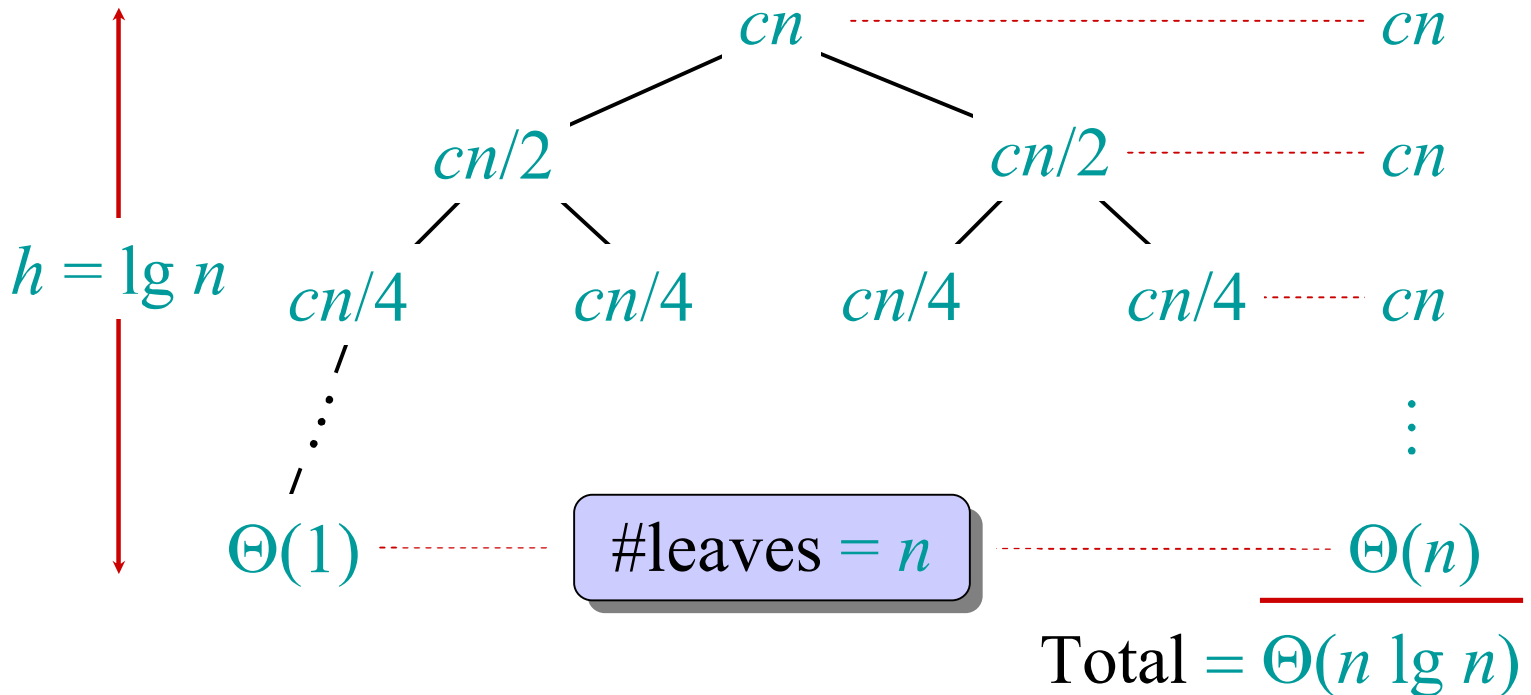 cn cn
cn/2 cn/2 cn
h = lg n cn/4 cn/4 cn/4 cn/4 cn
Θ(1) #leaves = n Θ(n)
Total = Θ(n lg n)